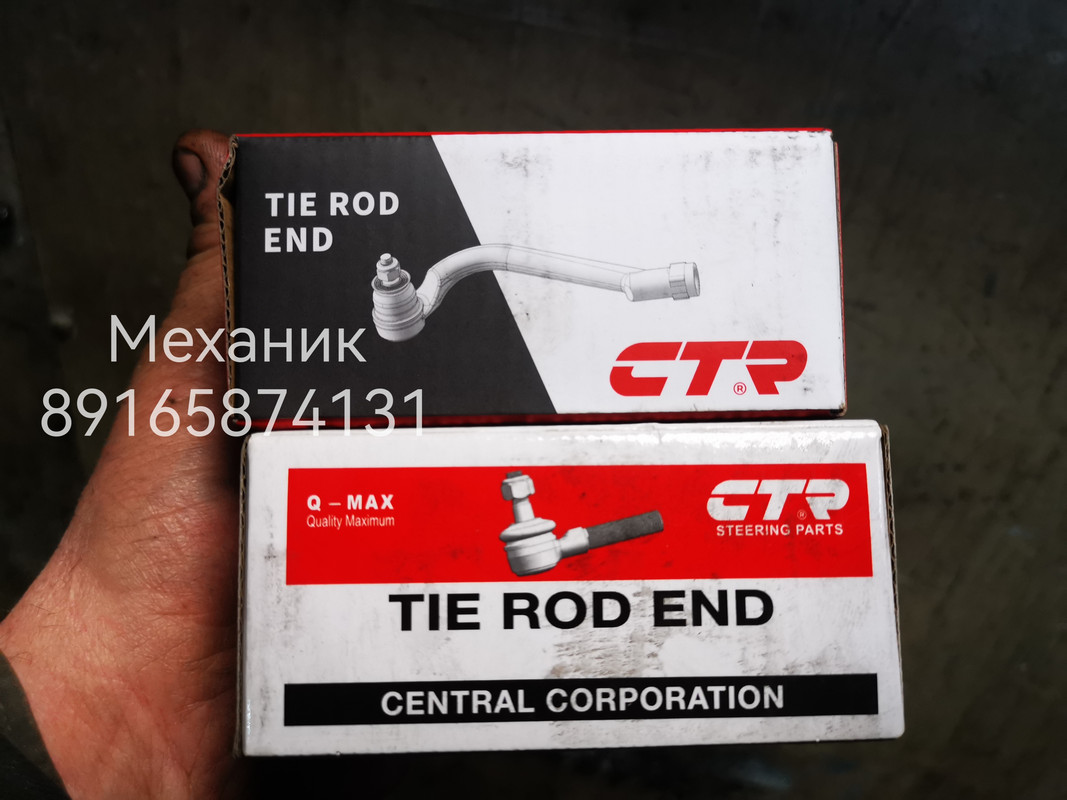 TIE ROD
END
CTR
®
Механик
89165874131
Q – MAX
Quality Maximum
CTR
®
STEERING PARTS
TIE ROD END
CENTRAL CORPORATION